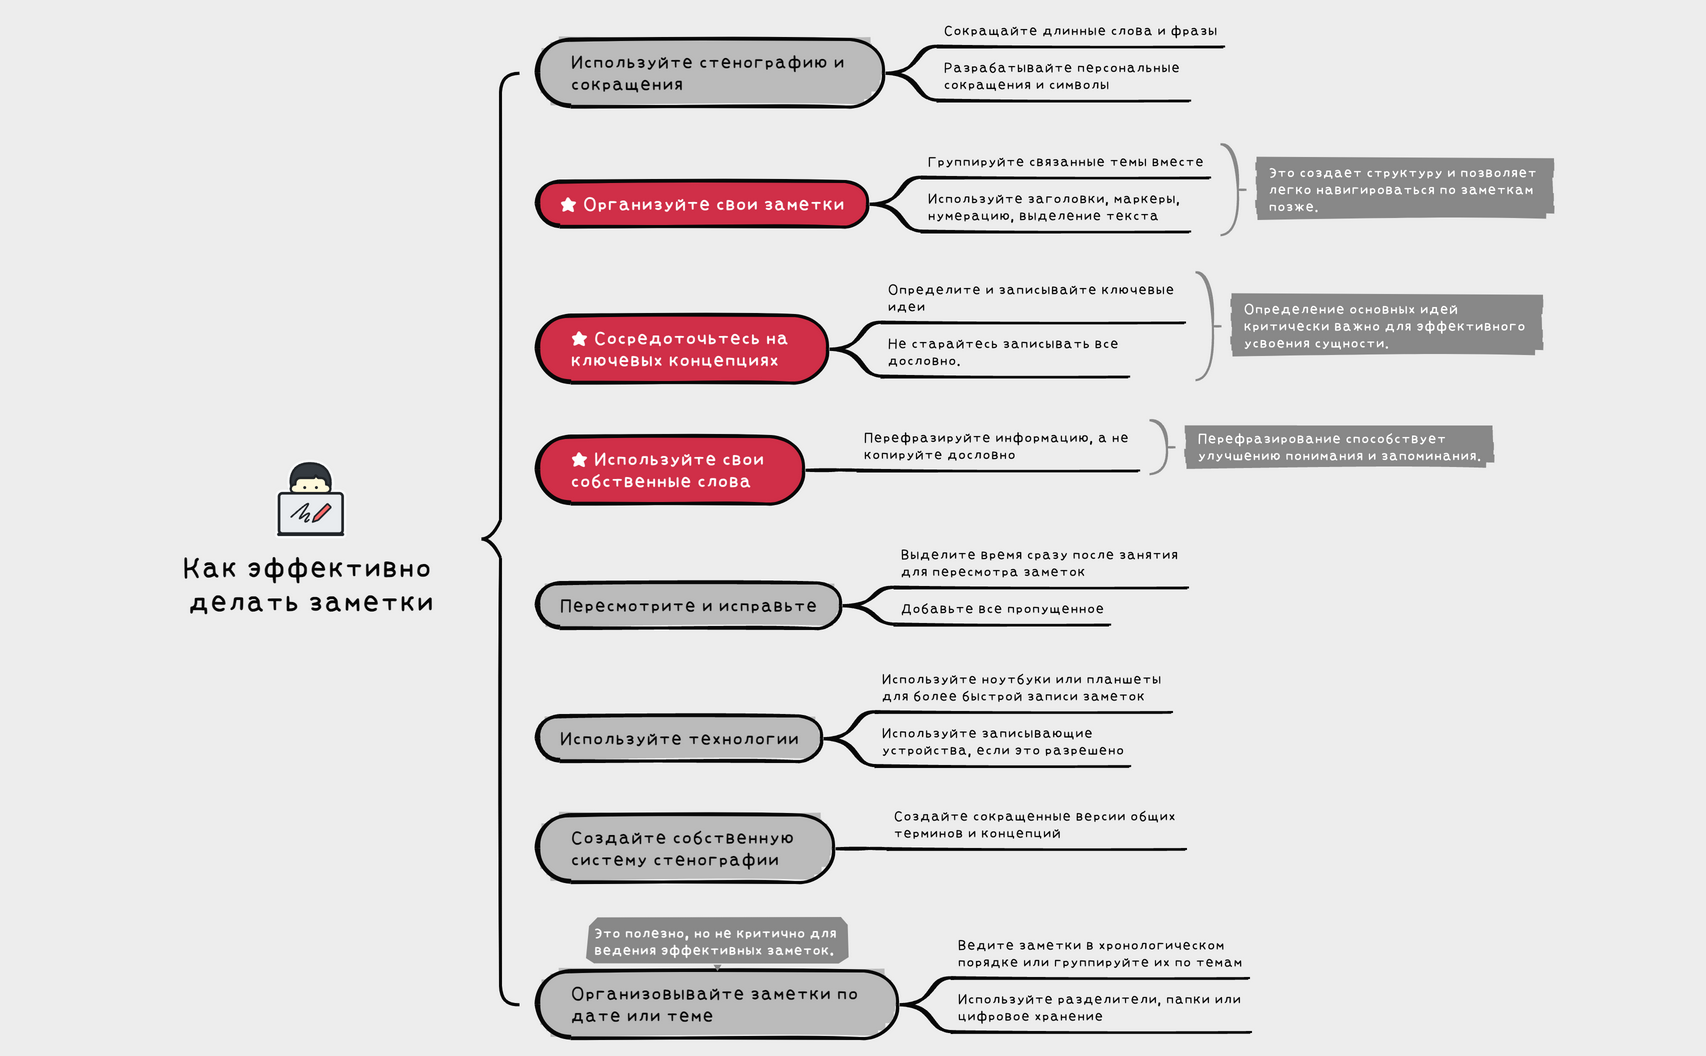 Как эффективно
делать заметки
Используйте стенографию и
сокращения
Сокращайте длинные слова и фразы
Разрабатывайте персональные
сокращения и символы
Организуйте свои заметки
Группируйте связанные темы вместе
Используйте заголовки, маркеры,
нумерацию, выделение текста
Это создает структуру и позволяет
легко навигироваться по заметкам
позже.
Сосредоточьтесь на
ключевых концепциях
Определите и записывайте ключевые
идеи
Не старайтесь записывать все
дословно.
Определение основных идей
критически важно для эффективного
усвоения сущности.
Используйте свои
собственные слова
Перефразируйте информацию, а не
копируйте дословно
Перефразирование способствует
улучшению понимания и запоминания.
Пересмотрите и исправьте
Выделите время сразу после занятия
для пересмотра заметок
Добавьте все пропущенное
Используйте технологии
Используйте ноутбуки или планшеты
для более быстрой записи заметок
Используйте записывающие
устройства, если это разрешено
Создайте собственную
систему стенографии
Создайте сокращенные версии общих
терминов и концепций
Это полезно, но не критично для
ведения эффективных заметок.
Организовывайте заметки по
дате или теме
Ведите заметки в хронологическом
порядке или группируйте их по темам
Используйте разделители, папки или
цифровое хранение